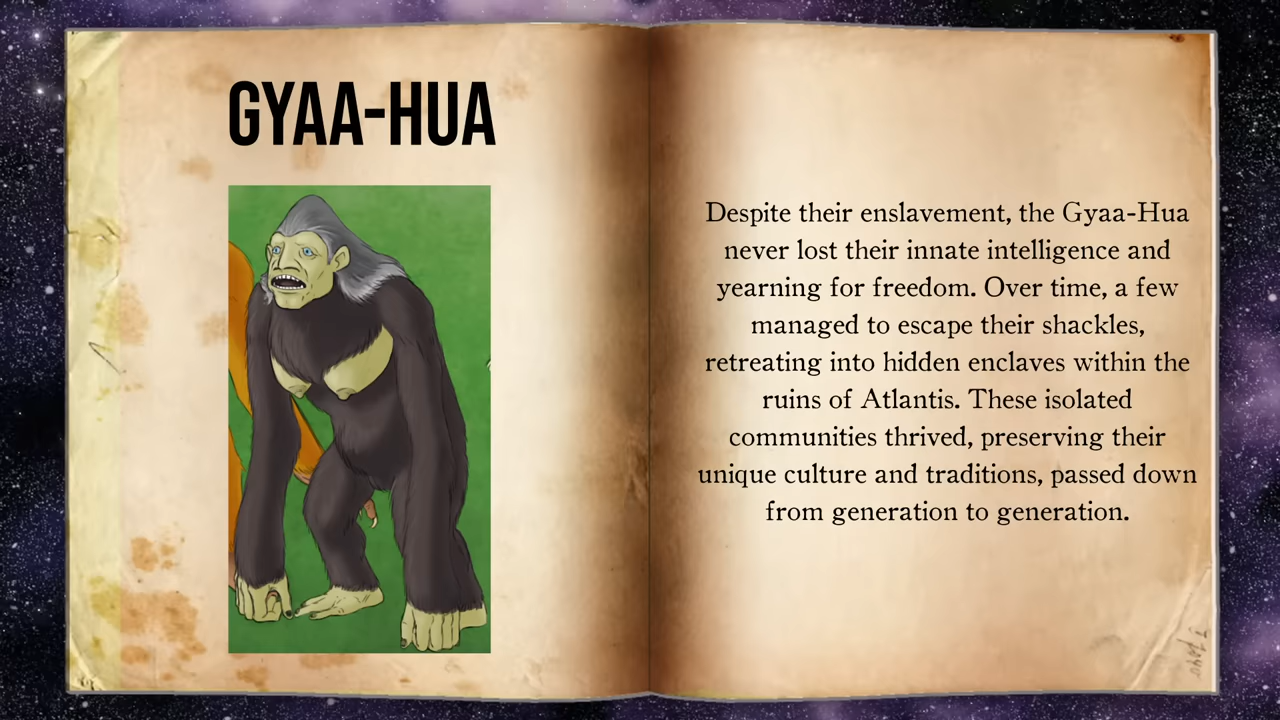 GYAA-HUA
Despite their enslavement, the Gyaa-Hua
never lost their innate intelligence and
yearning for freedom. Over time, a few
managed to escape their shackles,
retreating into hidden enclaves within the
ruins of Atlantis. These isolated
communities thrived, preserving their
unique culture and traditions, passed down
from generation to generation.